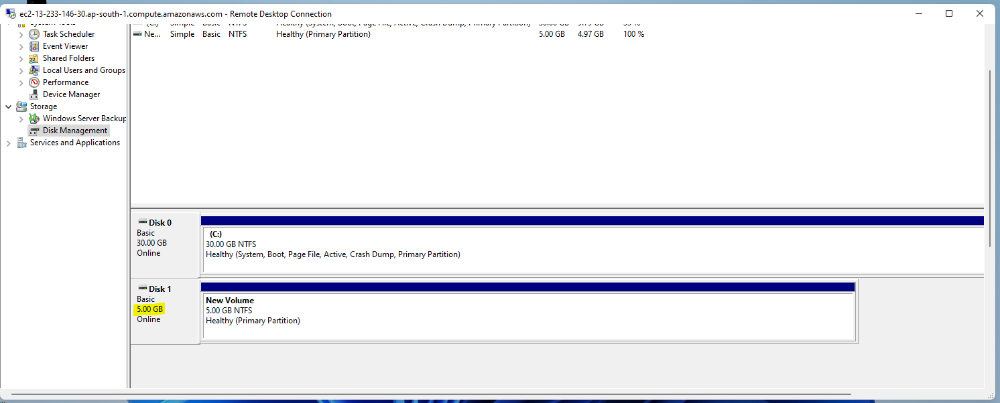 ec2-13-233-146-30.ap-south-1.compute.amazonaws.com - Remote Desktop Connection
Task Scheduler
Event Viewer
Shared Folders
Local Users and Groups
Performance
Device Manager
Storage
Windows Server Backup
Disk Management
Services and Applications
(C:) Simple Basic NTFS Healthy (System, Boot, Page File, Active, Crash Dump, Primary Partition) 30.00 GB
Ne... Simple Basic NTFS Healthy (Primary Partition) 5.00 GB 4.97 GB 100 %
Disk 0
Basic
30.00 GB
Online
(C:)
30.00 GB NTFS
Healthy (System, Boot, Page File, Active, Crash Dump, Primary Partition)
Disk 1
Basic
5.00 GB
Online
New Volume
5.00 GB NTFS
Healthy (Primary Partition)